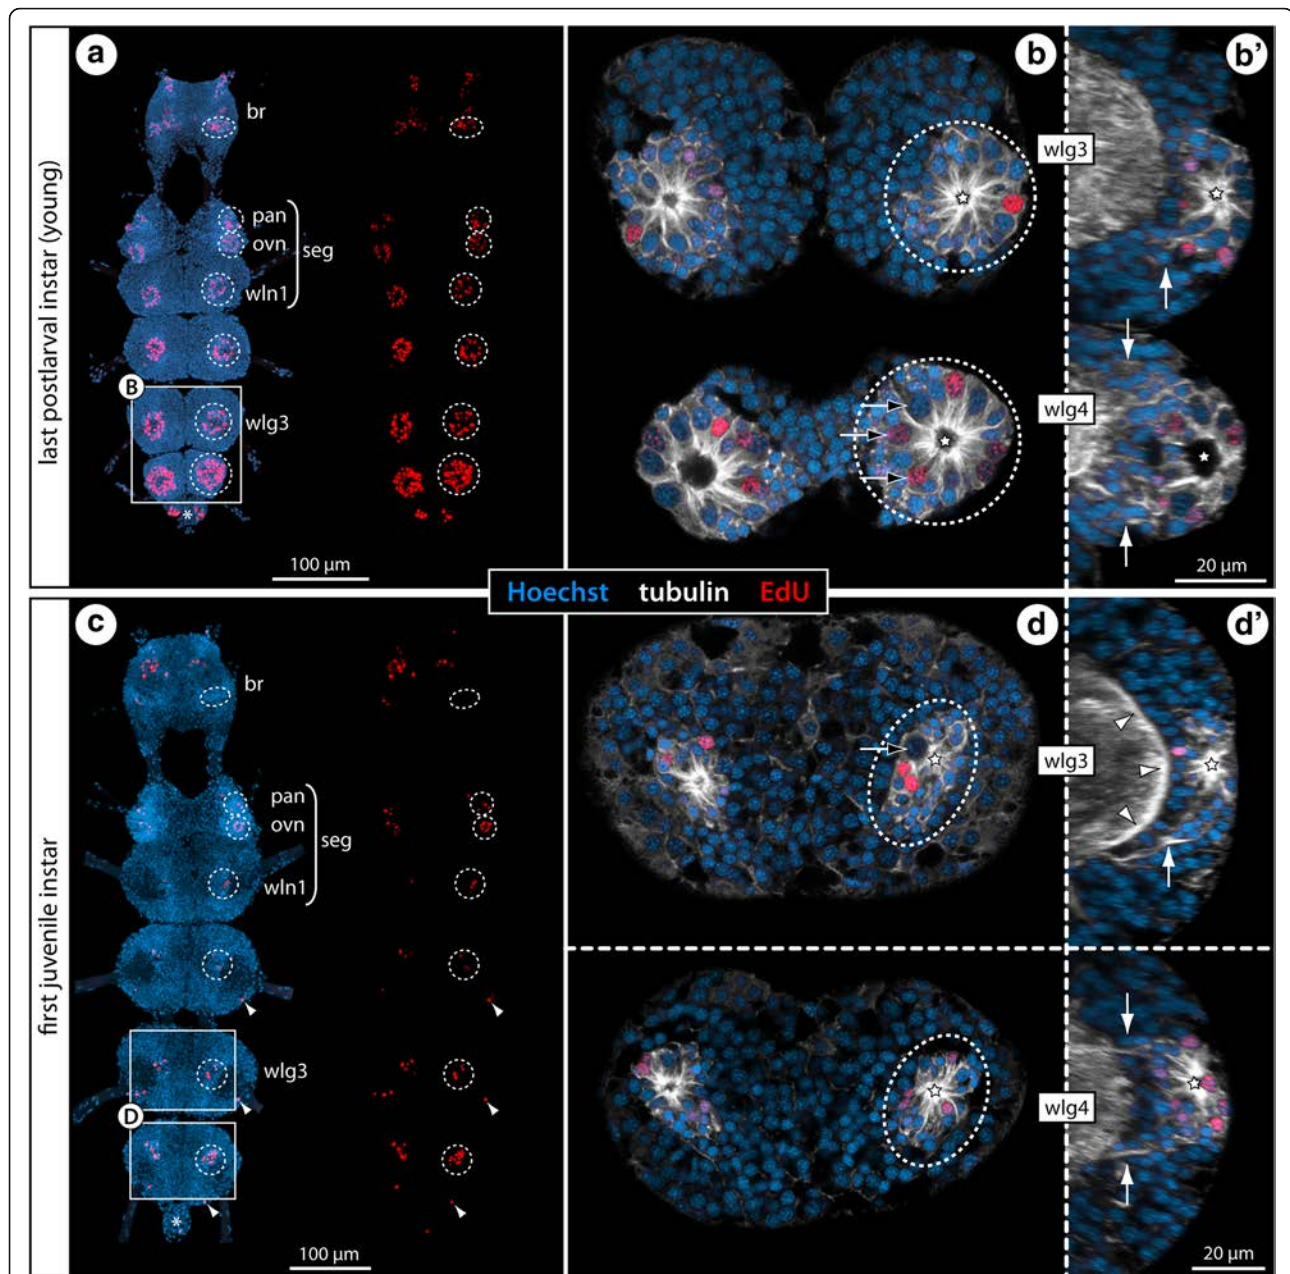 last postlarval instar (young)
a
br
pan
ovn
seg
wln1
B
wlg3
*
100 µm
b
b’
wlg3
wlg4
20 µm
Hoechst tubulin EdU
first juvenile instar
c
br
pan
ovn
seg
wln1
wlg3
D
*
100 µm
d
d’
wlg3
wlg4
20 µm